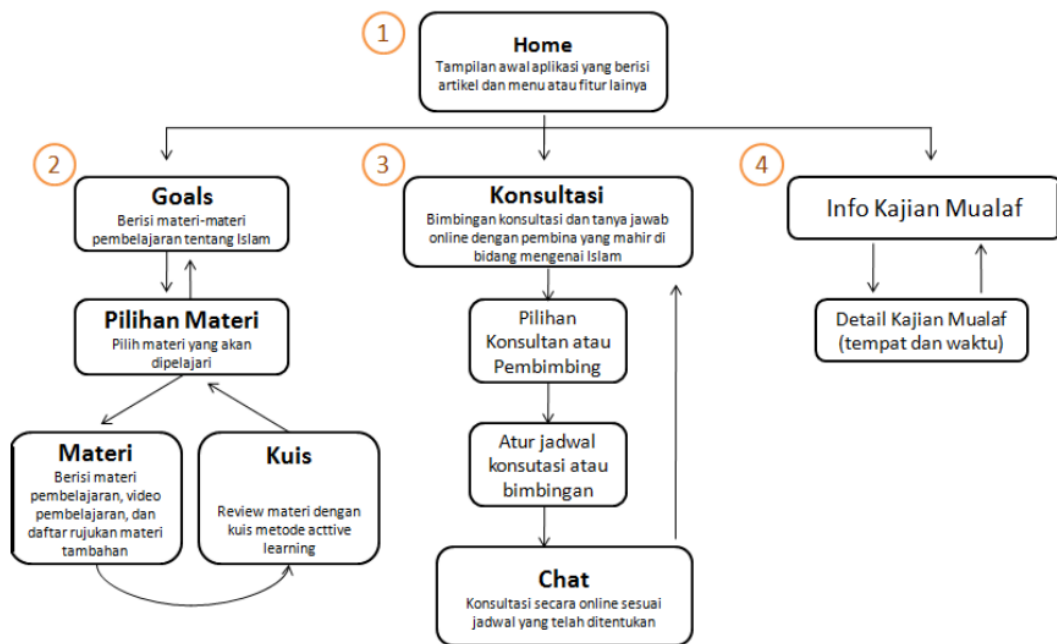 1
Home
Tampilan awal aplikasi yang berisi
artikel dan menu atau fitur lainya
2
Goals
Berisi materi-materi
pembelajaran tentang Islam
Pilihan Materi
Pilih materi yang akan
dipelajari
Materi
Berisi materi
pembelajaran, video
pembelajaran, dan
daftar rujukan materi
tambahan
Kuis
Review materi dengan
kuis metode acttive
learning
3
Konsultasi
Bimbingan konsultasi dan tanya jawab
online dengan pembina yang mahir di
bidang mengenai Islam
Pilihan
Konsultan atau
Pembimbing
Atur jadwal
konsutasi atau
bimbingan
Chat
Konsultasi secara online sesuai
jadwal yang telah ditentukan
4
Info Kajian Mualaf
Detail Kajian Mualaf
(tempat dan waktu)